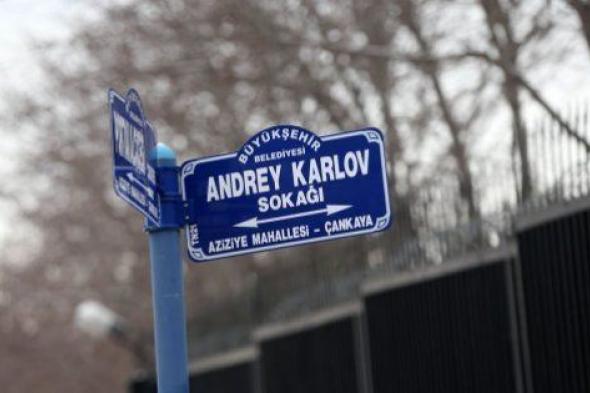 BÜYÜKŞEHİR
BELEDİYESİ
ANDREY KARLOV
SOKAĞI
AZİZİYE MAHALLESİ - ÇANKAYA